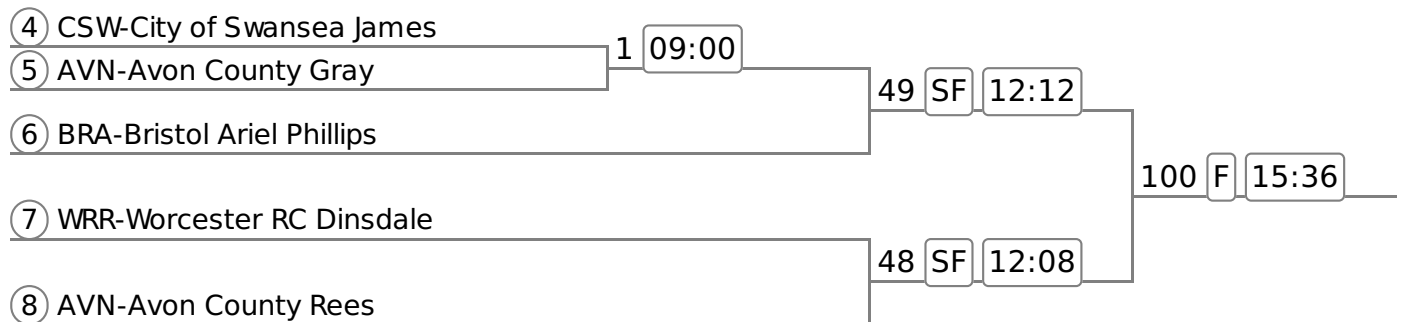 4 CSW-City of Swansea James
1 09:00
5 AVN-Avon County Gray
49 SF 12:12
6 BRA-Bristol Ariel Phillips
100 F 15:36
7 WRR-Worcester RC Dinsdale
48 SF 12:08
8 AVN-Avon County Rees